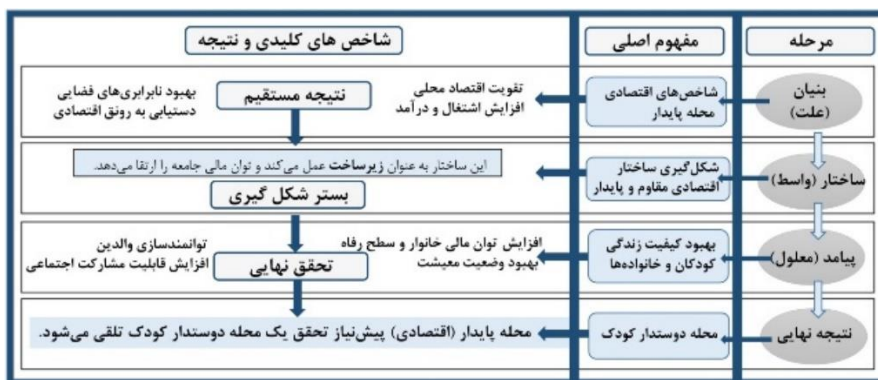 مرحله
مفهوم اصلی
شاخص های کلیدی و نتیجه
بنیان
(علت)
شاخص‌های اقتصادی
محله پایدار
تقویت اقتصاد محلی
افزایش اشتغال و درآمد
نتیجه مستقیم
بهبود نابرابری‌های فضایی
دستیابی به رونق اقتصادی
ساختار (واسط)
شکل‌گیری ساختار
اقتصادی مقاوم و پایدار
این ساختار به عنوان زیرساخت عمل می‌کند و توان مالی جامعه را ارتقا می‌دهد.
بستر شکل گیری
پیامد (معلول)
بهبود کیفیت زندگی
کودکان و خانواده‌ها
افزایش توان مالی خانوار و سطح رفاه
بهبود وضعیت معیشت
تحقق نهایی
توانمندسازی والدین
افزایش قابلیت مشارکت اجتماعی
نتیجه نهایی
محله دوستدار کودک
محله پایدار (اقتصادی) پیش‌نیاز تحقق یک محله دوستدار کودک تلقی می‌شود.